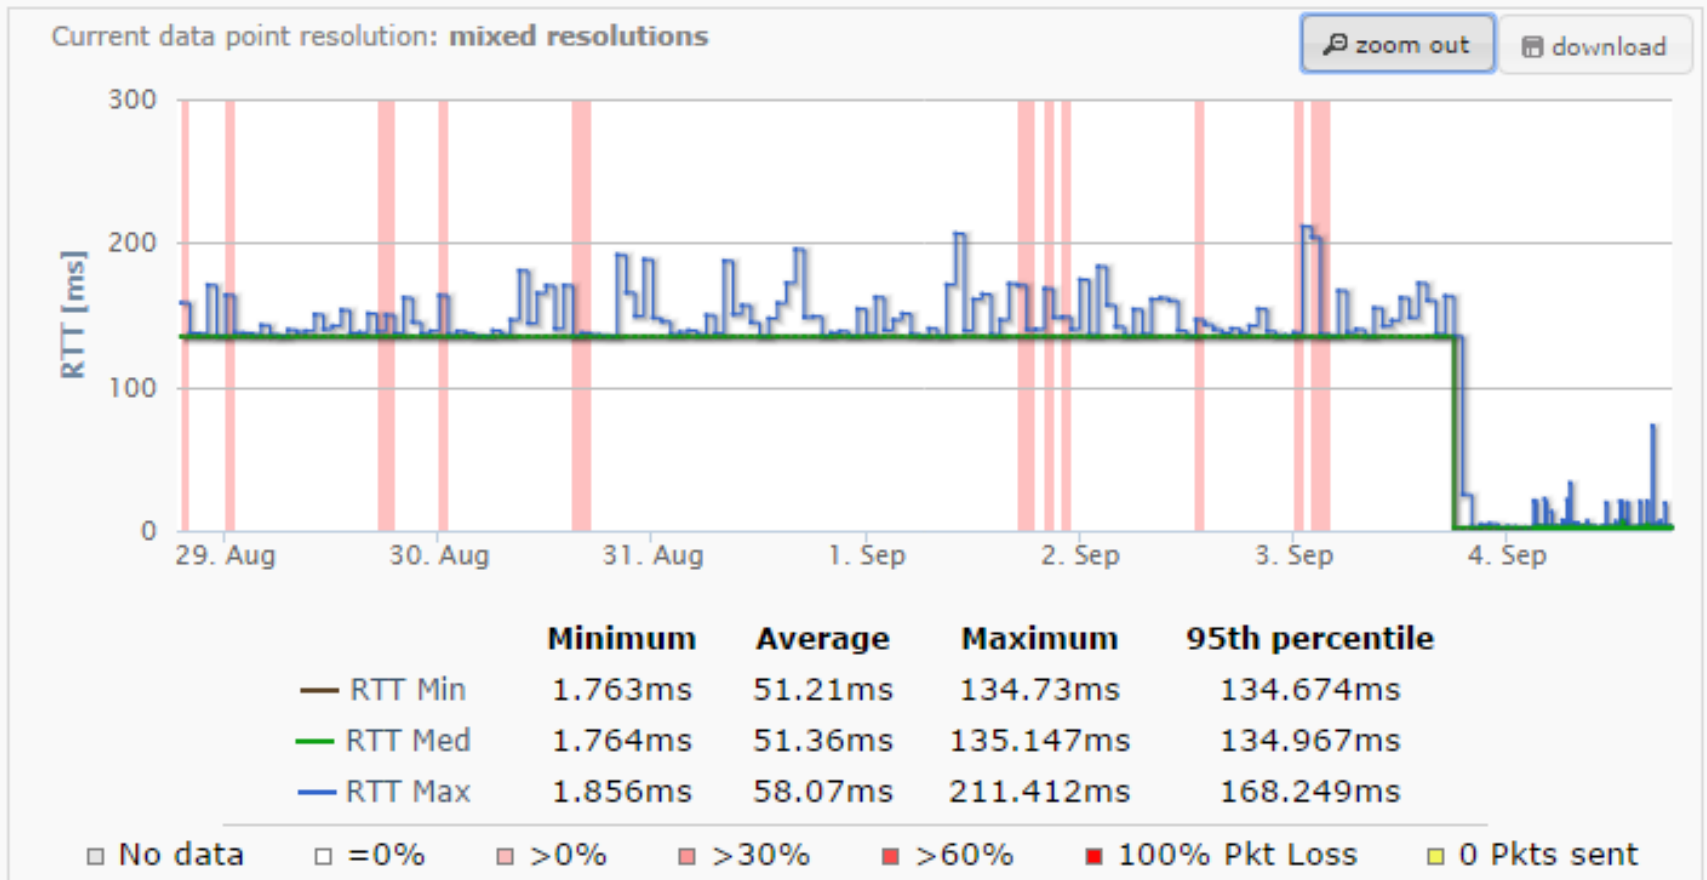 Current data point resolution: mixed resolutions
zoom out
download
300
200
100
0
RTT [ms]
29. Aug 30. Aug 31. Aug 1. Sep 2. Sep 3. Sep 4. Sep
Minimum Average Maximum 95th percentile
RTT Min 1.763ms 51.21ms 134.73ms 134.674ms
RTT Med 1.764ms 51.36ms 135.147ms 134.967ms
RTT Max 1.856ms 58.07ms 211.412ms 168.249ms
No data =0% >0% >30% >60% 100% Pkt Loss 0 Pkts sent